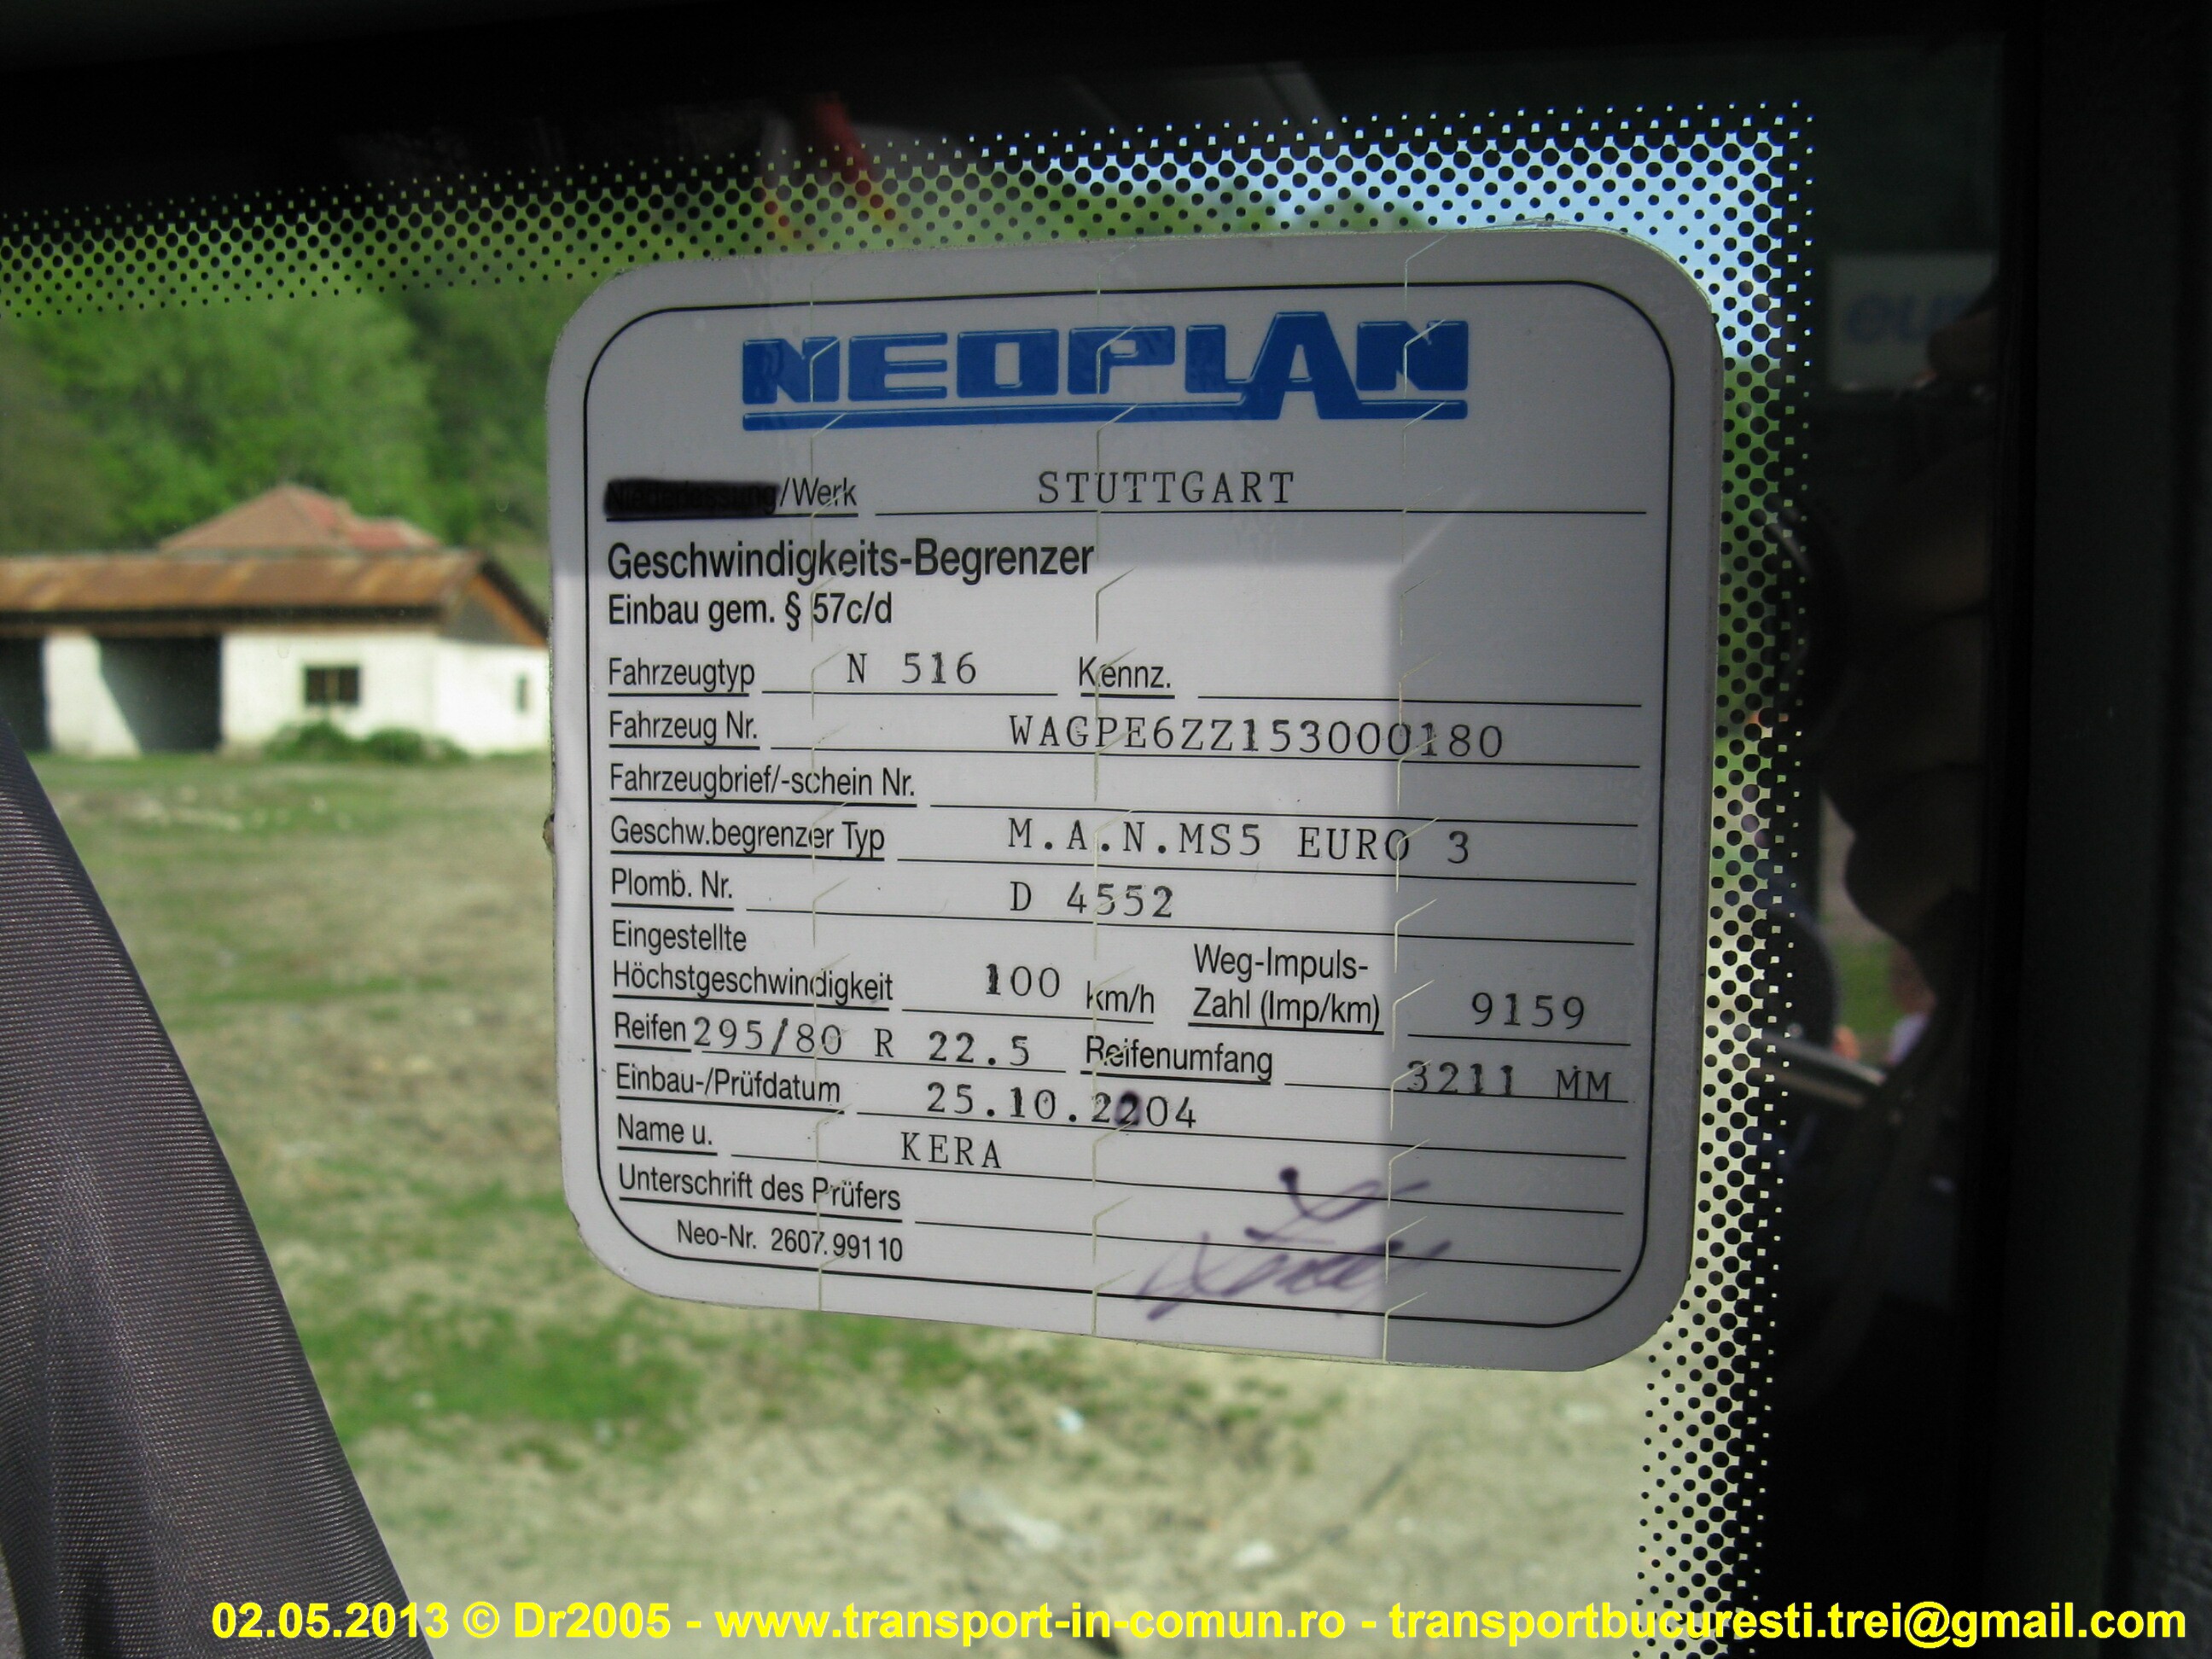 NEOPLAN
Niederlassung/Werk STUTTGART
Geschwindigkeits-Begrenzer
Einbau gem. § 57c/d
Fahrzeugtyp N 516 Kennz.
Fahrzeug Nr. WAGPE6ZZ153000180
Fahrzeugbrief/-schein Nr.
Geschw.begrenzer Typ M.A.N.MS5 EURO 3
Plomb. Nr. D 4552
Eingestellte
Höchstgeschwindigkeit 100 km/h Weg-Impuls-
Zahl (Imp/km) 9159
Reifen 295/80 R 22.5 Reifenumfang 3211 MM
Einbau-/Prüfdatum 25.10.2004
Name u. KERA
Unterschrift des Prüfers
Neo-Nr. 2607.99110
02.05.2013 © Dr2005 - www.transport-in-comun.ro - transportbucuresti.trei@gmail.com